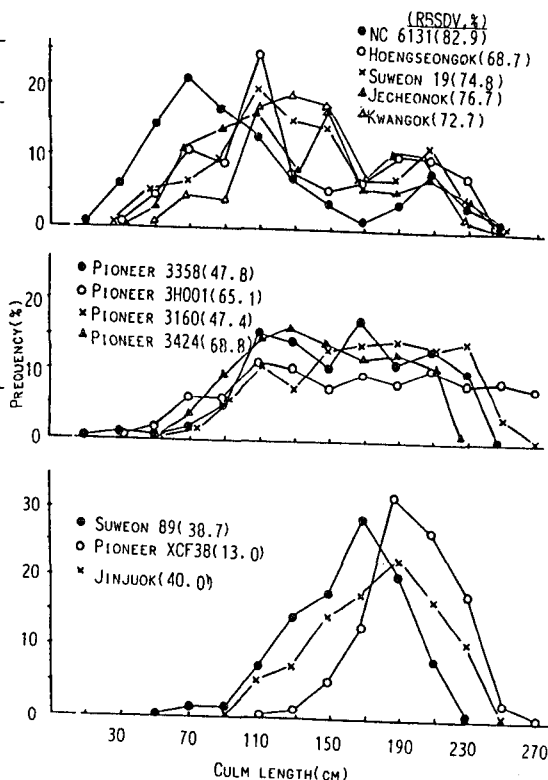 (RBSDV,%)
NC 6131(82.9)
HOENGSEONGOK(68.7)
SUWEON 19(74.8)
JECHEONOK(76.7)
KWANGOK(72.7)
20
10
0
PIONEER 3358(47.8)
PIONEER 3H001(65.1)
PIONEER 3160(47.4)
PIONEER 3424(68.8)
20
10
0
PREQUENCY(%)
SUWEON 89(38.7)
PIONEER XCF38(13.0)
JINJUOK(40.0)
30
20
10
0
30 70 110 150 190 230 270
CULM LENGTH(CM)